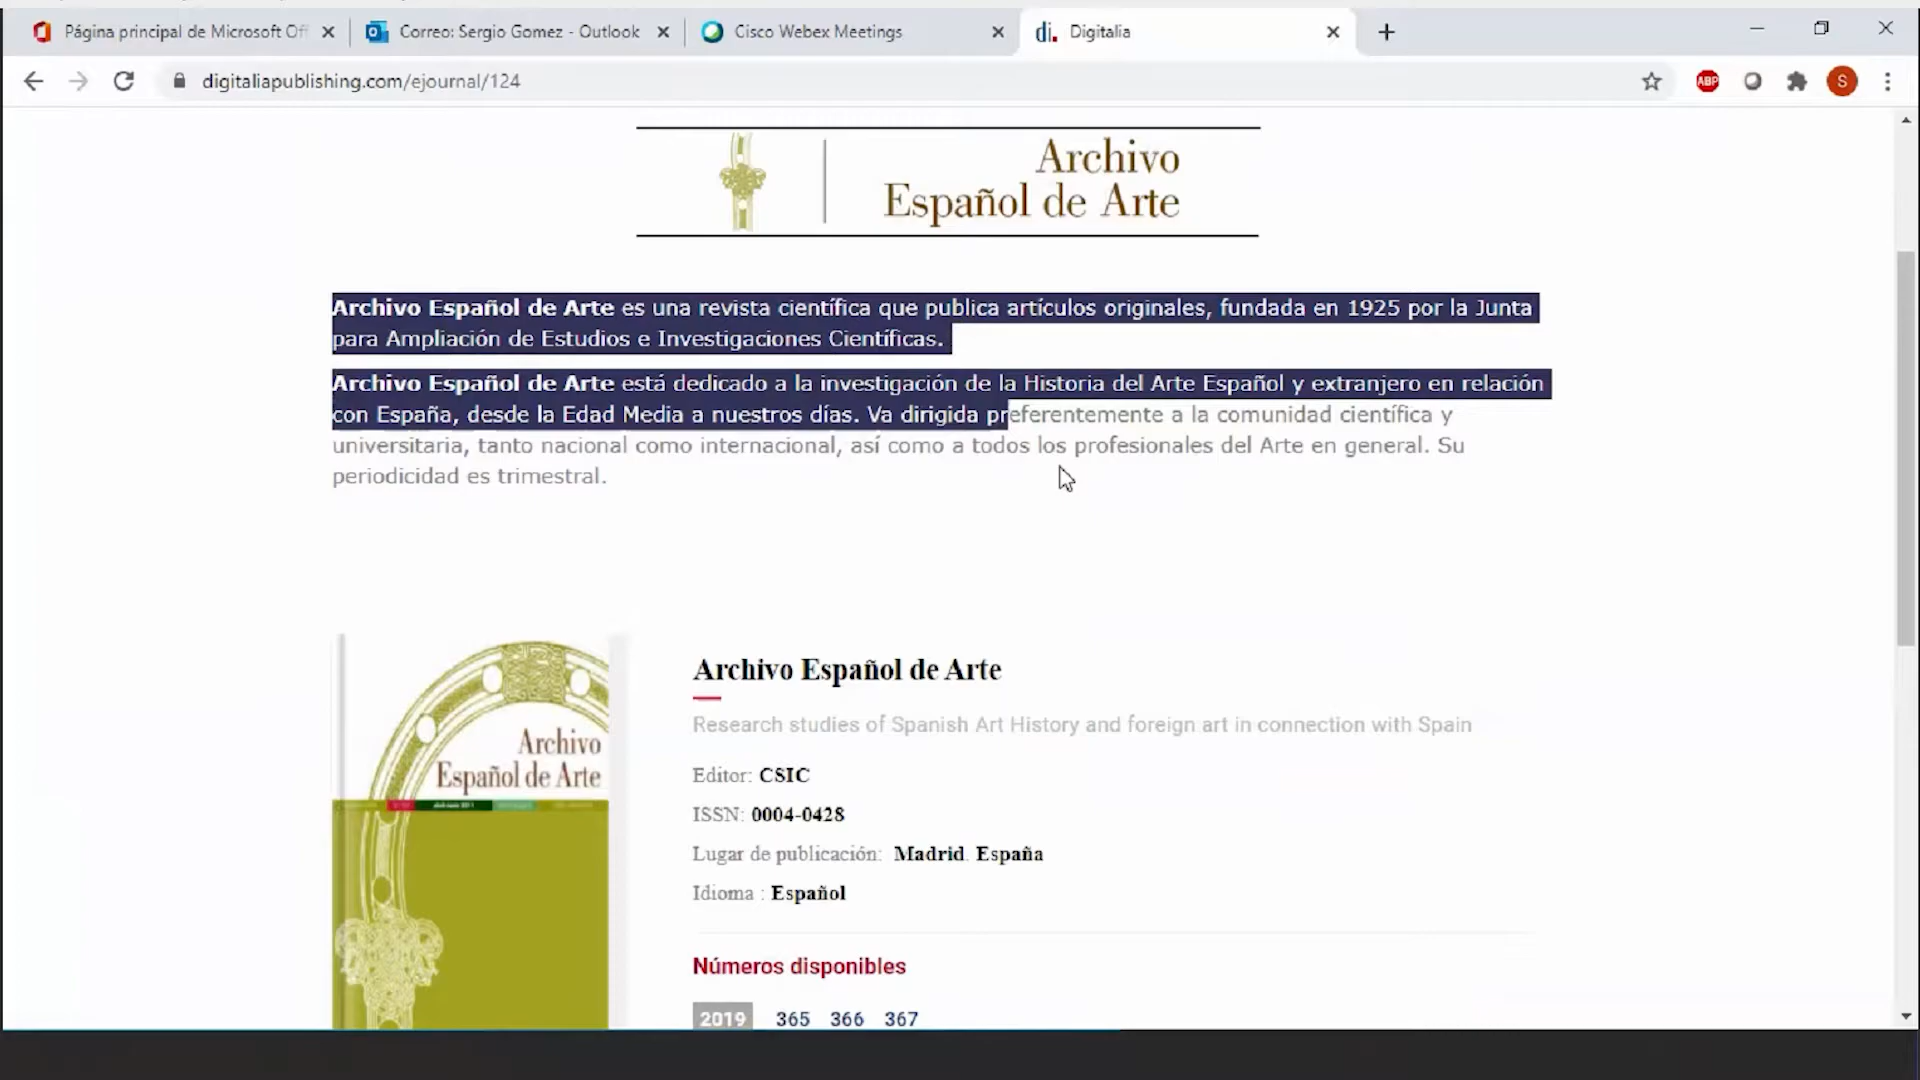 Página principal de Microsoft Off
Correo: Sergio Gomez - Outlook
Cisco Webex Meetings
di. Digitalia
digitaliapublishing.com/ejournal/124
ABP
S
Archivo
Español de Arte
Archivo Español de Arte es una revista científica que publica artículos originales, fundada en 1925 por la Junta
para Ampliación de Estudios e Investigaciones Científicas.
Archivo Español de Arte está dedicado a la investigación de la Historia del Arte Español y extranjero en relación
con España, desde la Edad Media a nuestros días. Va dirigida preferentemente a la comunidad científica y
universitaria, tanto nacional como internacional, así como a todos los profesionales del Arte en general. Su
periodicidad es trimestral.
Archivo
Español de Arte
Archivo Español de Arte
Research studies of Spanish Art History and foreign art in connection with Spain
Editor: CSIC
ISSN: 0004-0428
Lugar de publicación: Madrid España
Idioma : Español
Números disponibles
2019 365 366 367